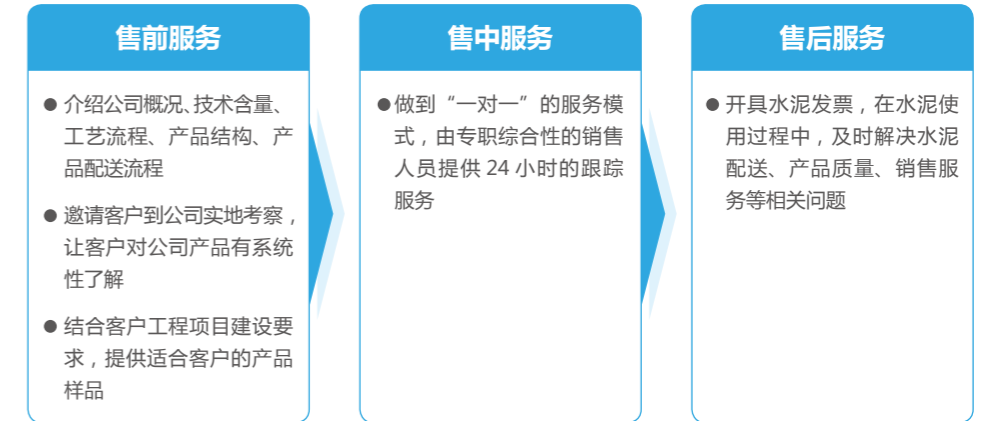 售前服务
● 介绍公司概况、技术含量、
工艺流程、产品结构、产
品配送流程
● 邀请客户到公司实地考察，
让客户对公司产品有系统
性了解
● 结合客户工程项目建设要
求，提供适合客户的产品
样品
售中服务
● 做到“一对一”的服务模
式，由专职综合性的销售
人员提供 24 小时的跟踪
服务
售后服务
● 开具水泥发票，在水泥使
用过程中，及时解决水泥
配送、产品质量、销售服
务等相关问题